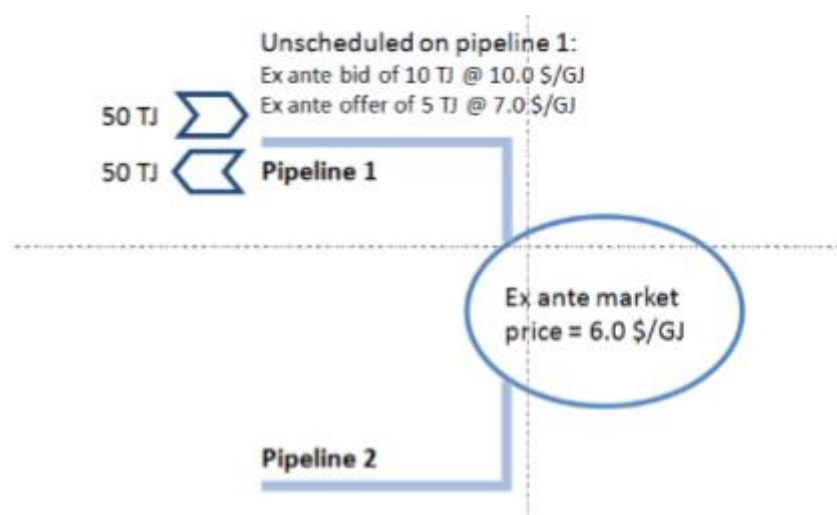 Unscheduled on pipeline 1:
Ex ante bid of 10 TJ @ 10.0 $/GJ
Ex ante offer of 5 TJ @ 7.0 $/GJ
50 TJ
50 TJ
Pipeline 1
Ex ante market
price = 6.0 $/GJ
Pipeline 2